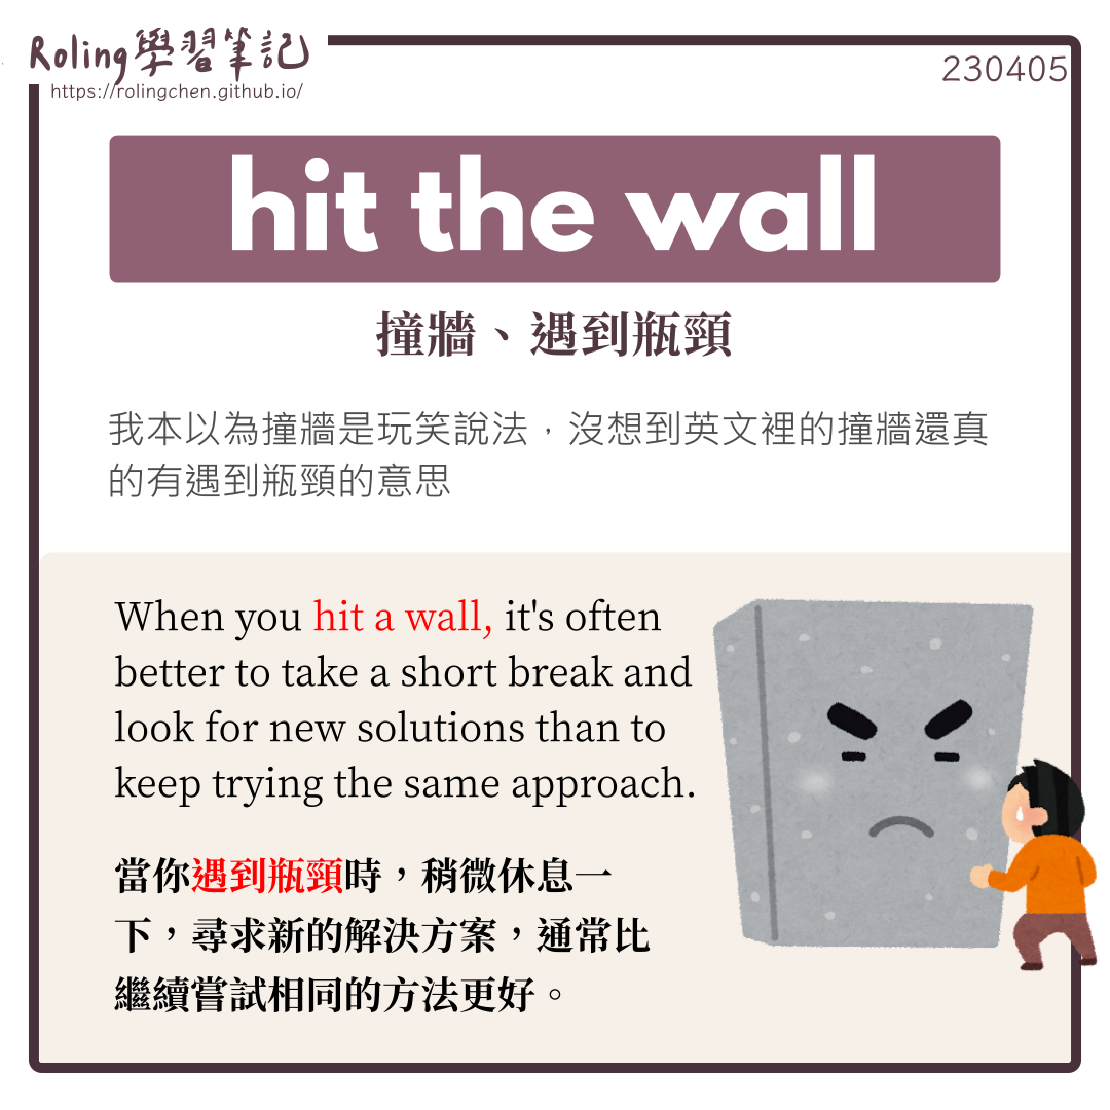 Roling學習筆記
https://rolingchen.github.io/
230405
hit the wall
撞牆、遇到瓶頸
我本以為撞牆是玩笑說法，沒想到英文裡的撞牆還真
的有遇到瓶頸的意思
When you hit a wall, it's often
better to take a short break and
look for new solutions than to
keep trying the same approach.
當你遇到瓶頸時，稍微休息一
下，尋求新的解決方案，通常比
繼續嘗試相同的方法更好。